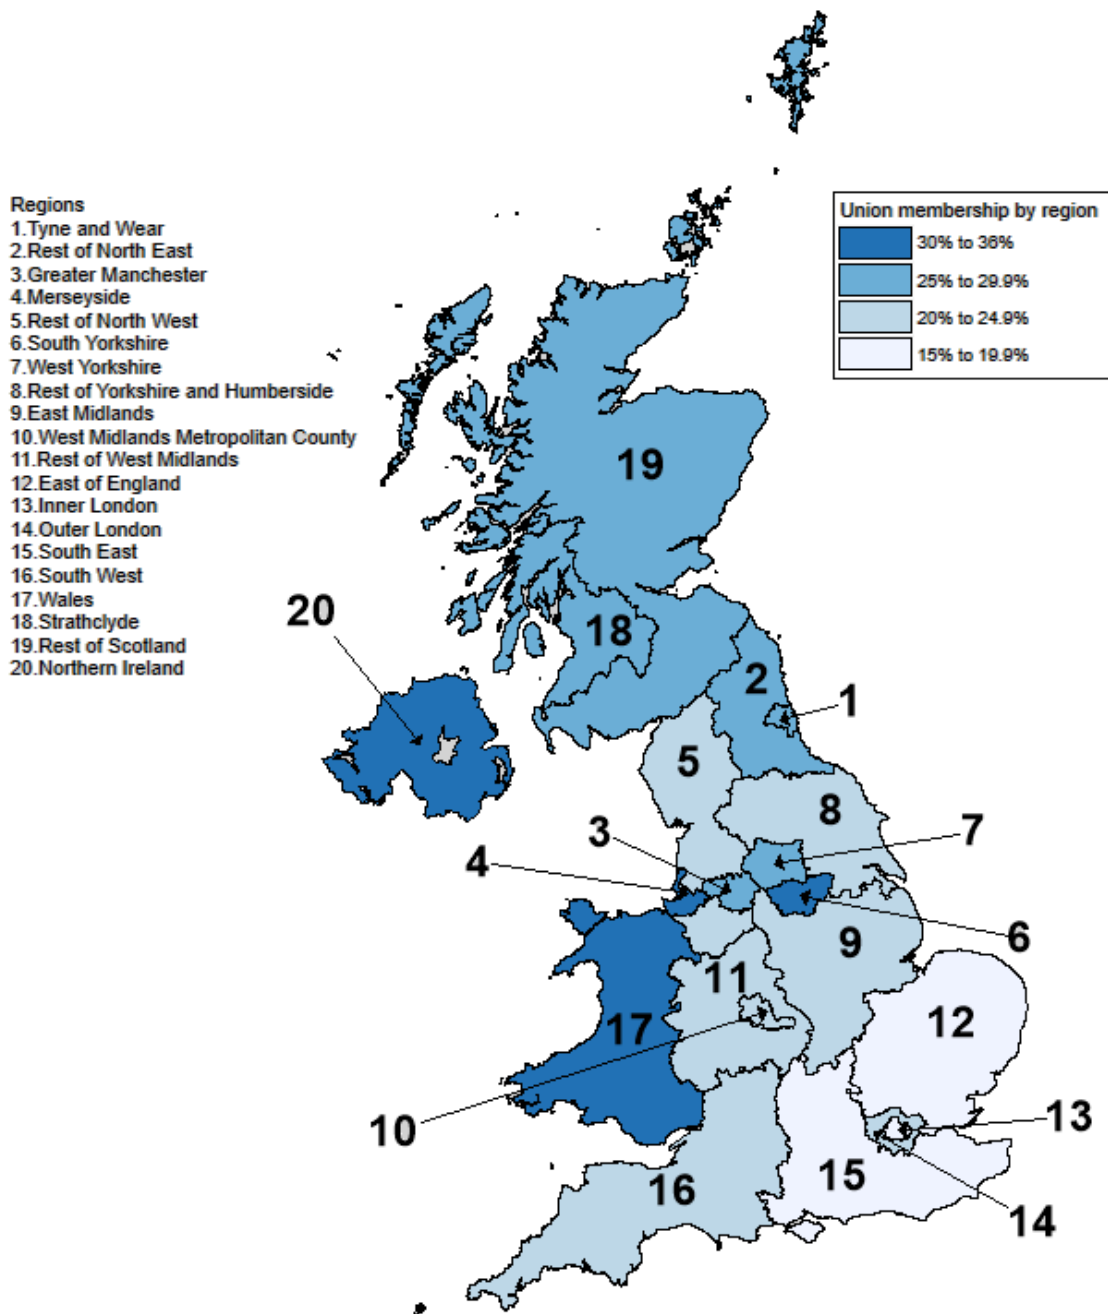 Regions
1.Tyne and Wear
2.Rest of North East
3.Greater Manchester
4.Merseyside
5.Rest of North West
6.South Yorkshire
7.West Yorkshire
8.Rest of Yorkshire and Humberside
9.East Midlands
10.West Midlands Metropolitan County
11.Rest of West Midlands
12.East of England
13.Inner London
14.Outer London
15.South East
16.South West
17.Wales
18.Strathclyde
19.Rest of Scotland
20.Northern Ireland
Union membership by region
30% to 36%
25% to 29.9%
20% to 24.9%
15% to 19.9%
19
20
18
2
1
5
8
3
7
4
6
9
11
12
17
10
13
15
16
14